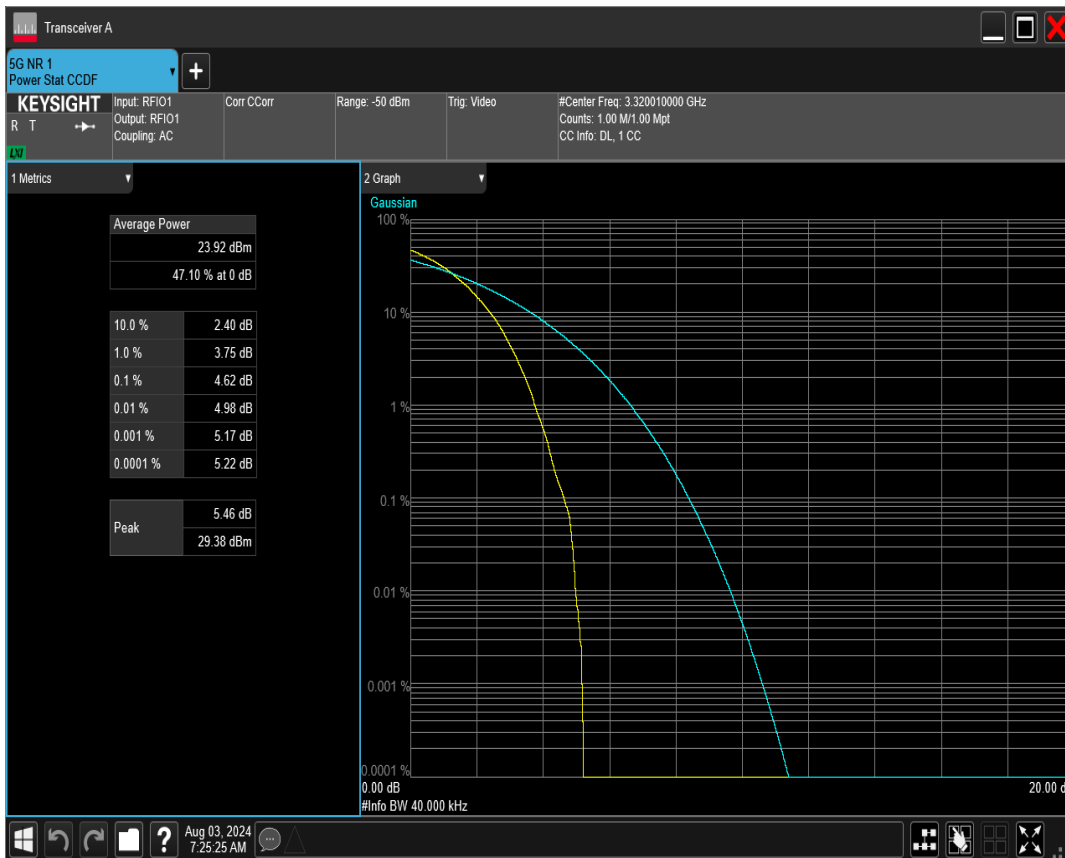 Transceiver A
5G NR 1
Power Stat CCDF
KEYSIGHT
R T
LXI
Input: RFIO1
Output: RFIO1
Coupling: AC
Corr CCorr
Range: -50 dBm
Trig: Video
#Center Freq: 3.320010000 GHz
Counts: 1.00 M/1.00 Mpt
CC Info: DL, 1 CC
1 Metrics
Average Power
23.92 dBm
47.10 % at 0 dB
10.0 % 2.40 dB
1.0 % 3.75 dB
0.1 % 4.62 dB
0.01 % 4.98 dB
0.001 % 5.17 dB
0.0001 % 5.22 dB
Peak 5.46 dB
29.38 dBm
2 Graph
Gaussian
100 %
10 %
1 %
0.1 %
0.01 %
0.001 %
0.0001 %
0.00 dB 20.00 d
#Info BW 40.000 kHz
Aug 03, 2024
7:25:25 AM